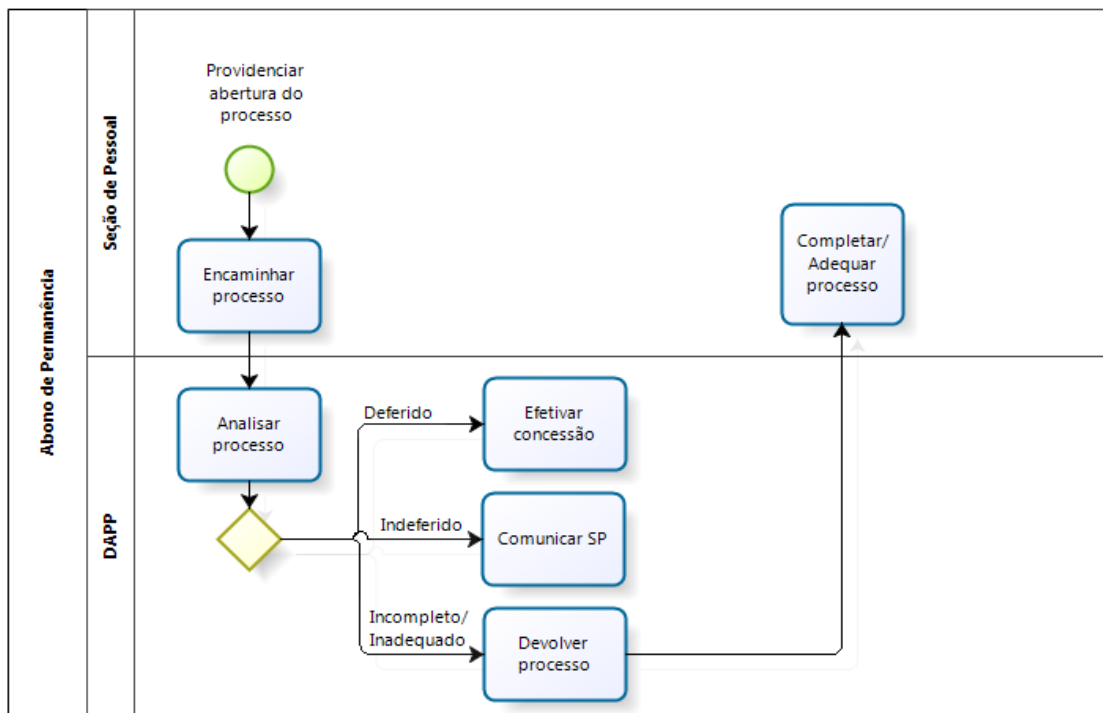 Abono de Permanência
Seção de Pessoal
Providenciar
abertura do
processo
Encaminhar
processo
Completar/
Adequar
processo
DAPP
Analisar
processo
Deferido
Efetivar
concessão
Indeferido
Comunicar SP
Incompleto/
Inadequado
Devolver
processo